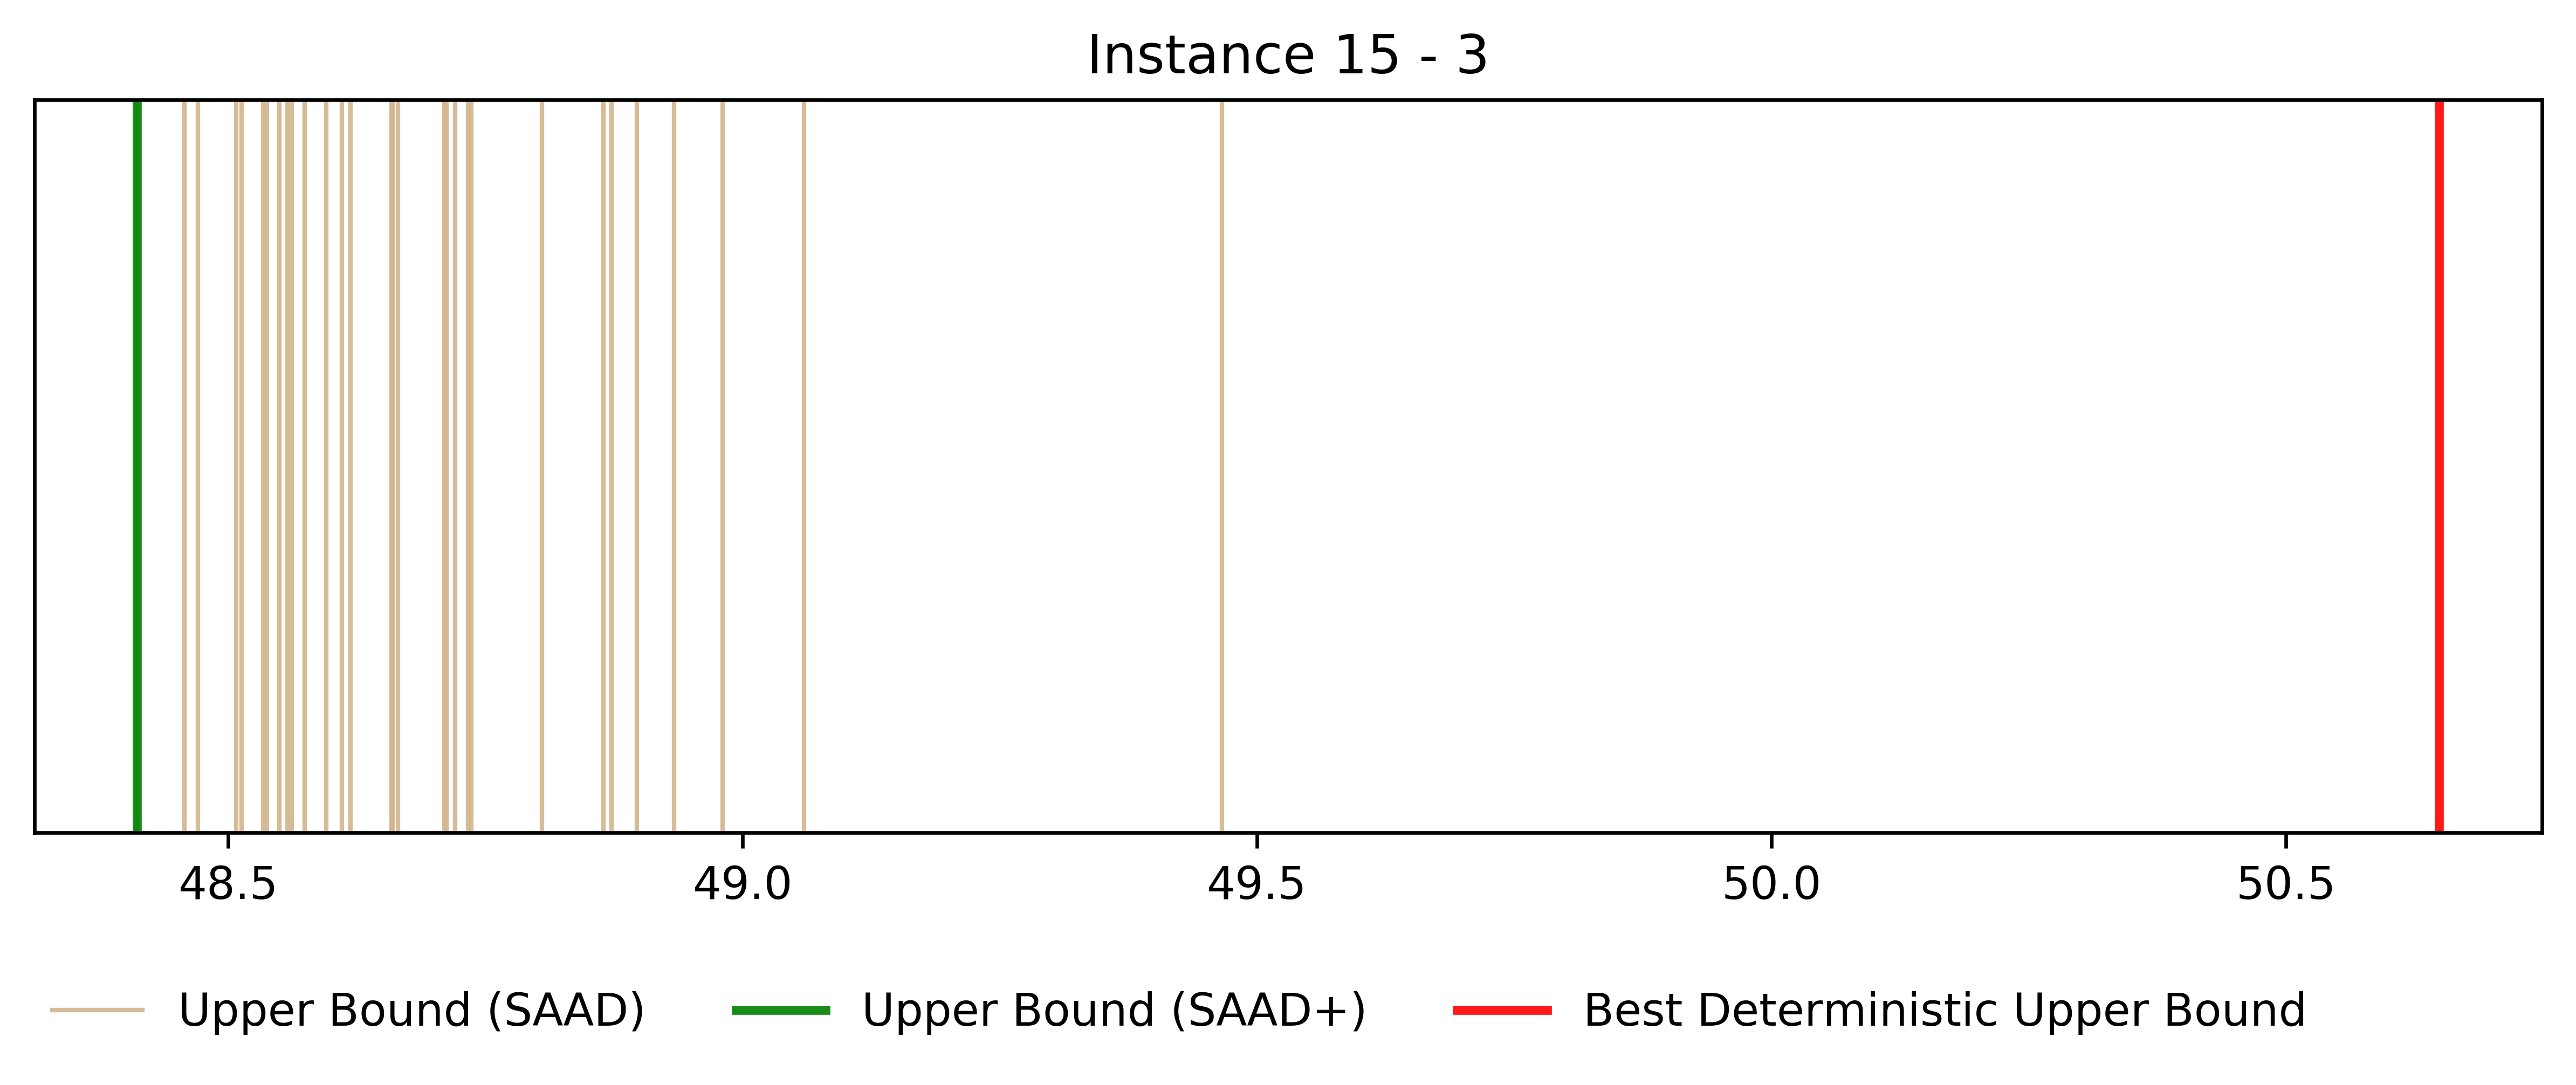 Instance 15 - 3
48.5 49.0 49.5 50.0 50.5
Upper Bound (SAAD) Upper Bound (SAAD+) Best Deterministic Upper Bound